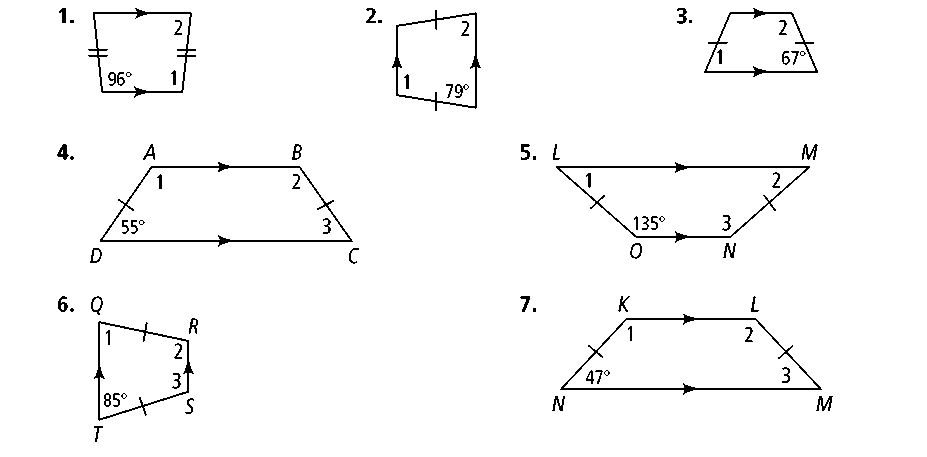 1. 2 96° 1
2. 2 1 79°
3. 2 1 67°
4. A B
1 2
55° 3
D C
5. L M
1 2
135° 3
O N
6. Q
R
1
2
3
85°
S
T
7. K L
1 2
47° 3
N M